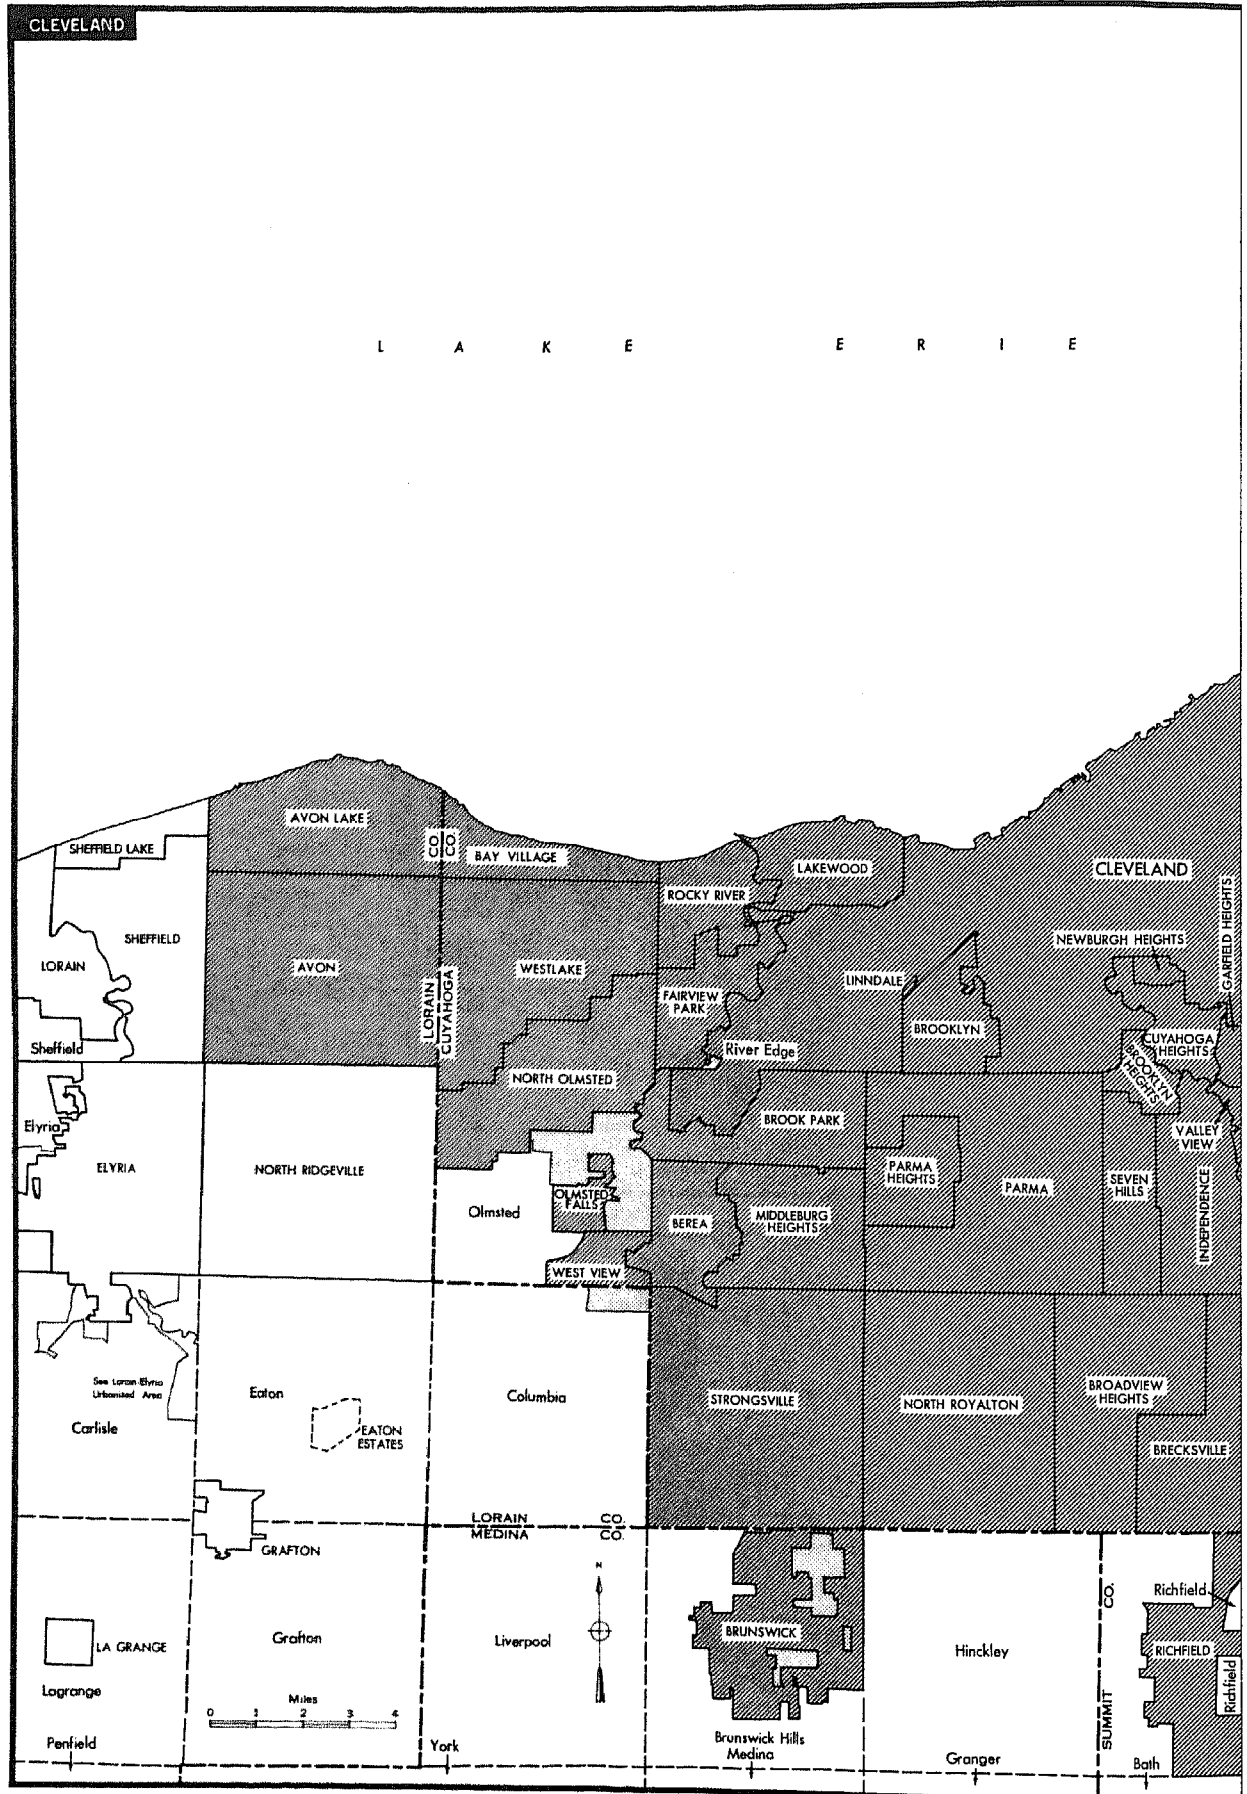 CLEVELAND
LAKE ERIE
AVON LAKE
CO.
CO.
BAY VILLAGE
SHEFFIELD LAKE
LAKEWOOD
CLEVELAND
ROCKY RIVER
GARFIELD HEIGHTS
SHEFFIELD
NEWBURGH HEIGHTS
LORAIN
AVON
WESTLAKE
LINNDALE
FAIRVIEW
PARK
LORAIN
CUYAHOGA
BROOKLYN
Sheffield
River Edge
CUYAHOGA
HEIGHTS
BROOKLYN
HEIGHTS
NORTH OLMSTED
BROOK PARK
Elyria
VALLEY
VIEW
ELYRIA
NORTH RIDGEVILLE
PARMA
HEIGHTS
PARMA
SEVEN
HILLS
INDEPENDENCE
OLMSTED
FALLS
Olmsted
BEREA
MIDDLEBURG
HEIGHTS
WEST VIEW
See Lorain-Elyria
Urbanized Area
Eaton
Columbia
STRONGSVILLE
NORTH ROYALTON
BROADVIEW
HEIGHTS
Carlisle
EATON
ESTATES
BRECKSVILLE
LORAIN CO.
MEDINA CO.
GRAFTON
N
Richfield
SUMMIT CO.
LA GRANGE
Grafton
Liverpool
BRUNSWICK
Hinckley
RICHFIELD
Richfield
Lagrange
Miles
0 1 2 3 4
Penfield
York
Brunswick Hills
Medina
Granger
Bath